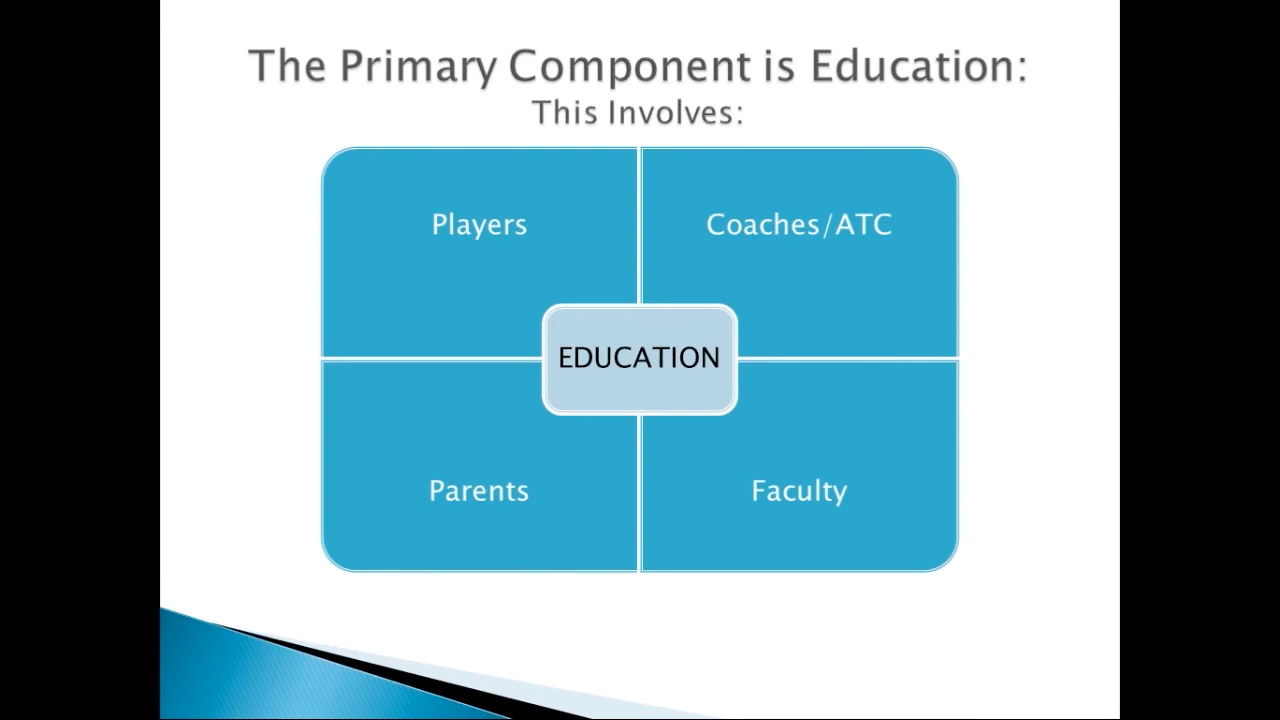 The Primary Component is Education:
This Involves:
Players
Coaches/ATC
EDUCATION
Parents
Faculty